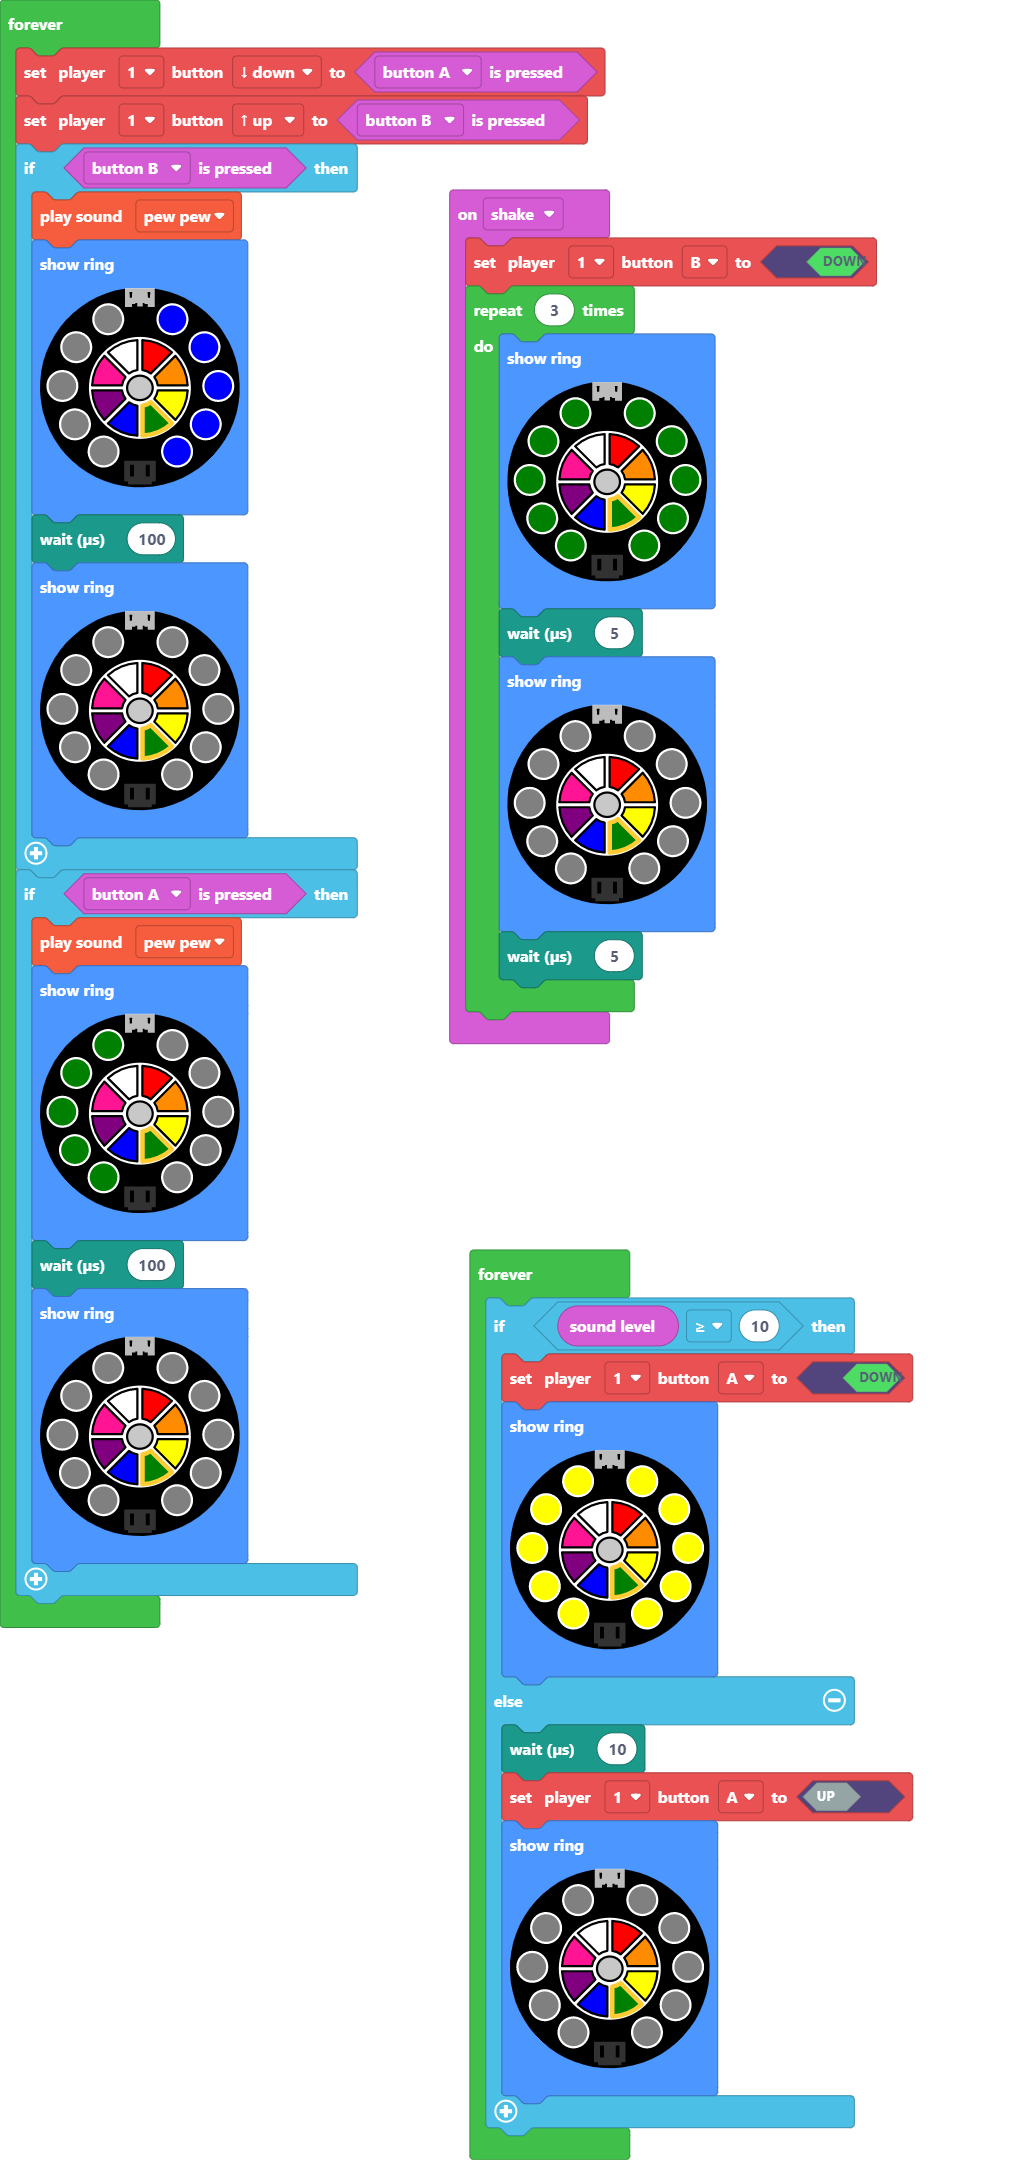 forever
set player 1 button ↓ down to button A is pressed
set player 1 button ↑ up to button B is pressed
if button B is pressed then
play sound pew pew
show ring
wait (µs) 100
show ring
if button A is pressed then
play sound pew pew
show ring
wait (µs) 100
show ring
on shake
set player 1 button B to DOWN
repeat 3 times
do
show ring
wait (µs) 5
show ring
wait (µs) 5
forever
if sound level ≥ 10 then
set player 1 button A to DOWN
show ring
else
wait (µs) 10
set player 1 button A to UP
show ring